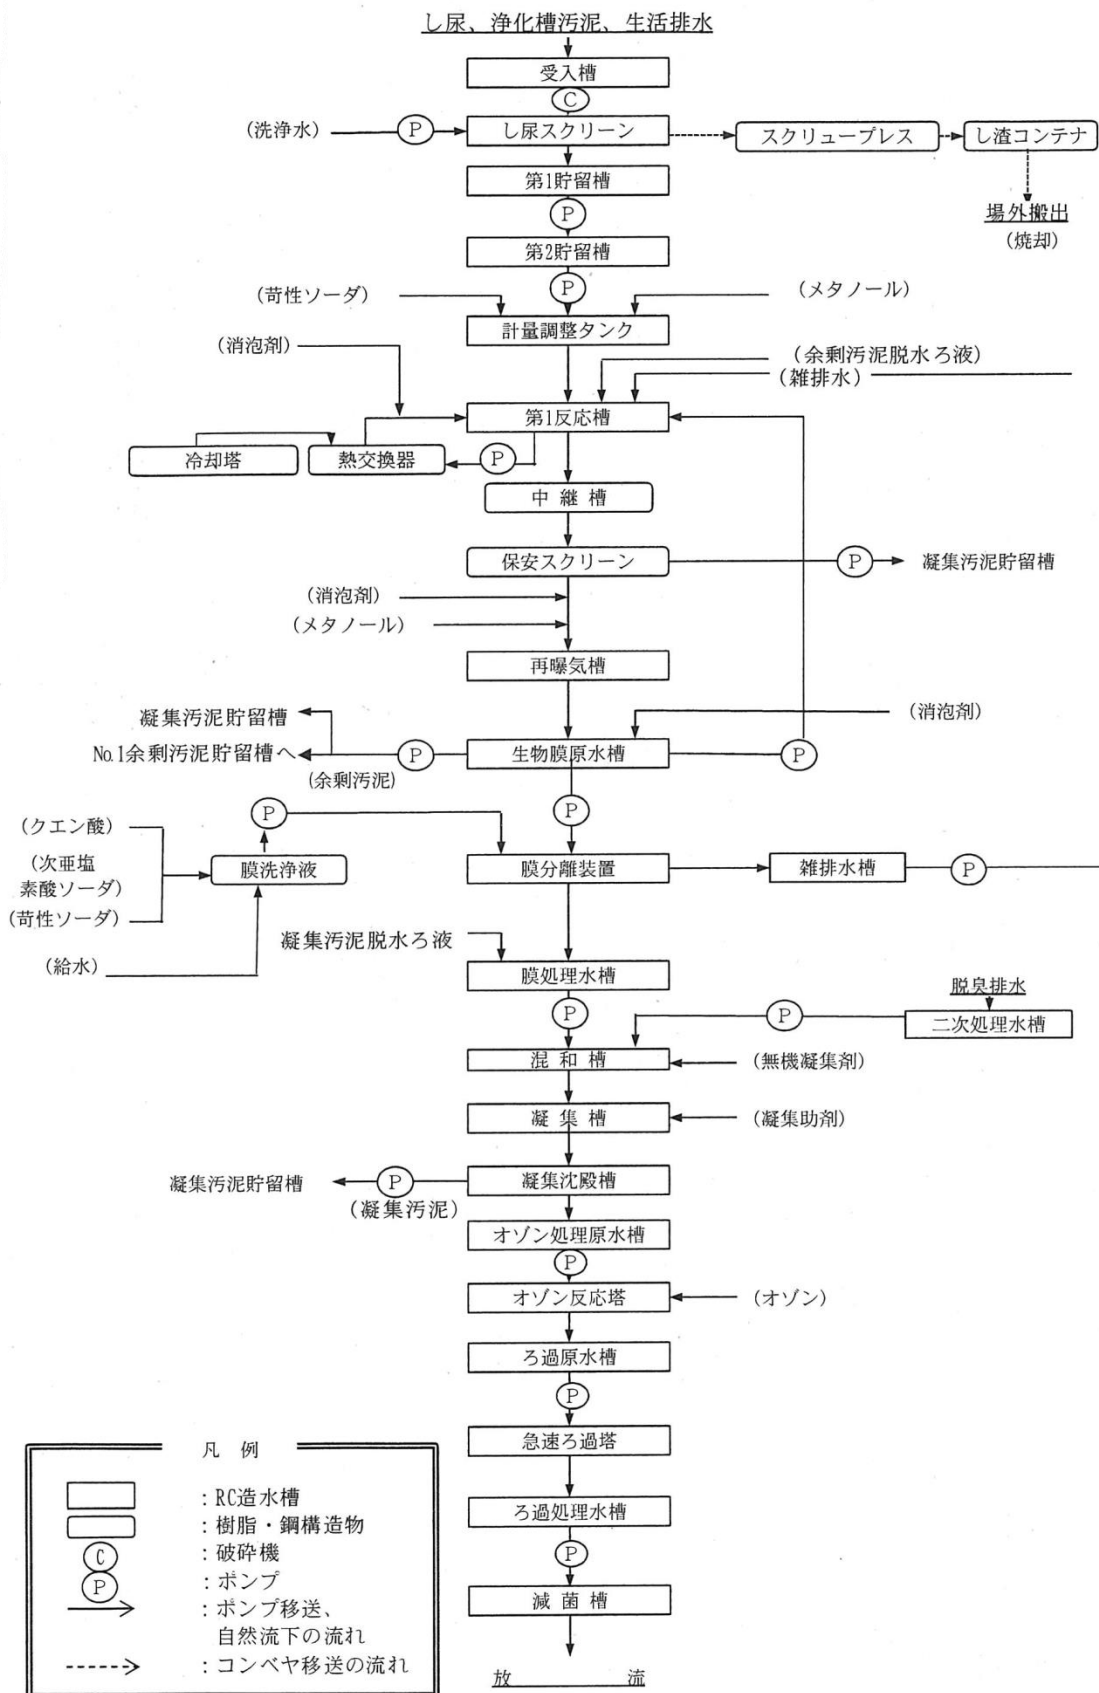 し尿、浄化槽汚泥、生活排水
受入槽
C
(洗浄水)
P
し尿スクリーン
スクリュープレス
し渣コンテナ
第1貯留槽
場外搬出
(焼却)
P
第2貯留槽
(苛性ソーダ)
P
(メタノール)
計量調整タンク
(消泡剤)
(余剰汚泥脱水ろ液)
(雑排水)
第1反応槽
冷却塔
熱交換器
P
中継槽
保安スクリーン
P
凝集汚泥貯留槽
(消泡剤)
(メタノール)
再曝気槽
凝集汚泥貯留槽
(消泡剤)
No.1余剰汚泥貯留槽へ
P
生物膜原水槽
P
(余剰汚泥)
P
P
(クエン酸)
(次亜塩
素酸ソーダ)
(苛性ソーダ)
膜洗浄液
膜分離装置
雑排水槽
P
(給水)
凝集汚泥脱水ろ液
膜処理水槽
脱臭排水
P
P
二次処理水槽
混和槽
(無機凝集剤)
凝集槽
(凝集助剤)
凝集汚泥貯留槽
P
凝集沈殿槽
(凝集汚泥)
オゾン処理原水槽
P
オゾン反応塔
(オゾン)
ろ過原水槽
P
急速ろ過塔
ろ過処理水槽
P
減菌槽
放流
凡例
:RC造水槽
:樹脂・鋼構造物
C
:破砕機
P
:ポンプ
:ポンプ移送、
自然流下の流れ
:コンベヤ移送の流れ